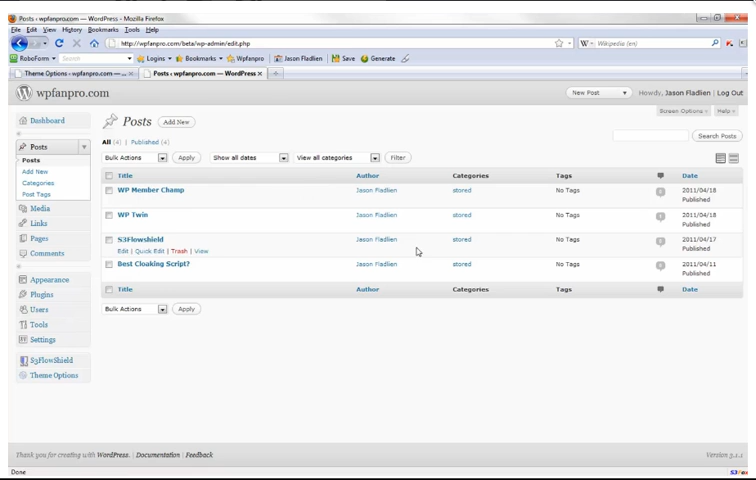 Posts ‹ wpfanpro.com — WordPress - Mozilla Firefox
File Edit View History Bookmarks Tools Help
http://wpfanpro.com/beta/wp-admin/edit.php
Wikipedia (en)
RoboForm Search Logins Bookmarks Wpfanpro Jason Fladlien Save Generate
Theme Options ‹ wpfanpro.com — ... Posts ‹ wpfanpro.com — WordPress
wpfanpro.com New Post Howdy, Jason Fladlien | Log Out
Screen Options Help
Dashboard Posts Add New
Posts
All (4) | Published (4) Search Posts
Bulk Actions Apply Show all dates View all categories Filter
Posts
Add New
Categories
Post Tags
Media
Links
Pages
Comments
Appearance
Plugins
Users
Tools
Settings
S3FlowShield
Theme Options
Title Author Categories Tags Date
WP Member Champ Jason Fladlien stored No Tags 2011/04/18
Published
WP Twin Jason Fladlien stored No Tags 2011/04/18
Published
S3Flowshield Jason Fladlien stored No Tags 2011/04/17
Edit | Quick Edit | Trash | View Published
Best Cloaking Script? Jason Fladlien stored No Tags 2011/04/11
Published
Title Author Categories Tags Date
Bulk Actions Apply
Thank you for creating with WordPress. | Documentation | Feedback Version 3.1.1
Done S3Fox